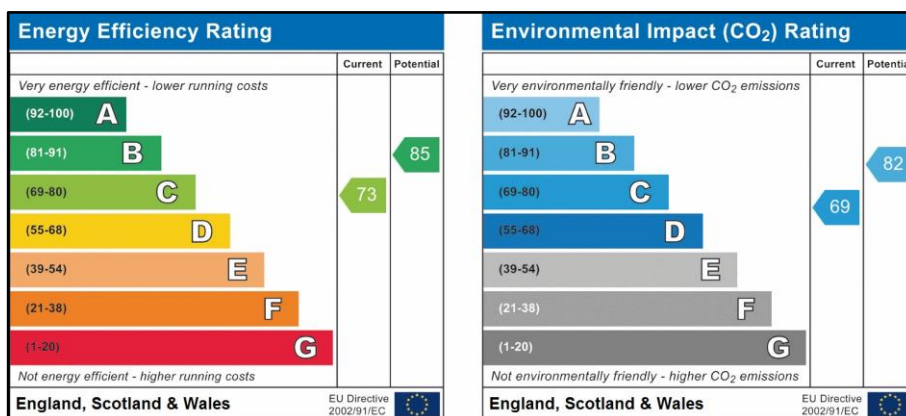 Energy Efficiency Rating
Current Potential
Very energy efficient - lower running costs
(92-100) A
(81-91) B
(69-80) C
(55-68) D
(39-54) E
(21-38) F
(1-20) G
73
85
Not energy efficient - higher running costs
England, Scotland & Wales
EU Directive
2002/91/EC
Environmental Impact (CO₂) Rating
Current Potential
Very environmentally friendly - lower CO₂ emissions
(92-100) A
(81-91) B
(69-80) C
(55-68) D
(39-54) E
(21-38) F
(1-20) G
69
82
Not environmentally friendly - higher CO₂ emissions
England, Scotland & Wales
EU Directive
2002/91/EC